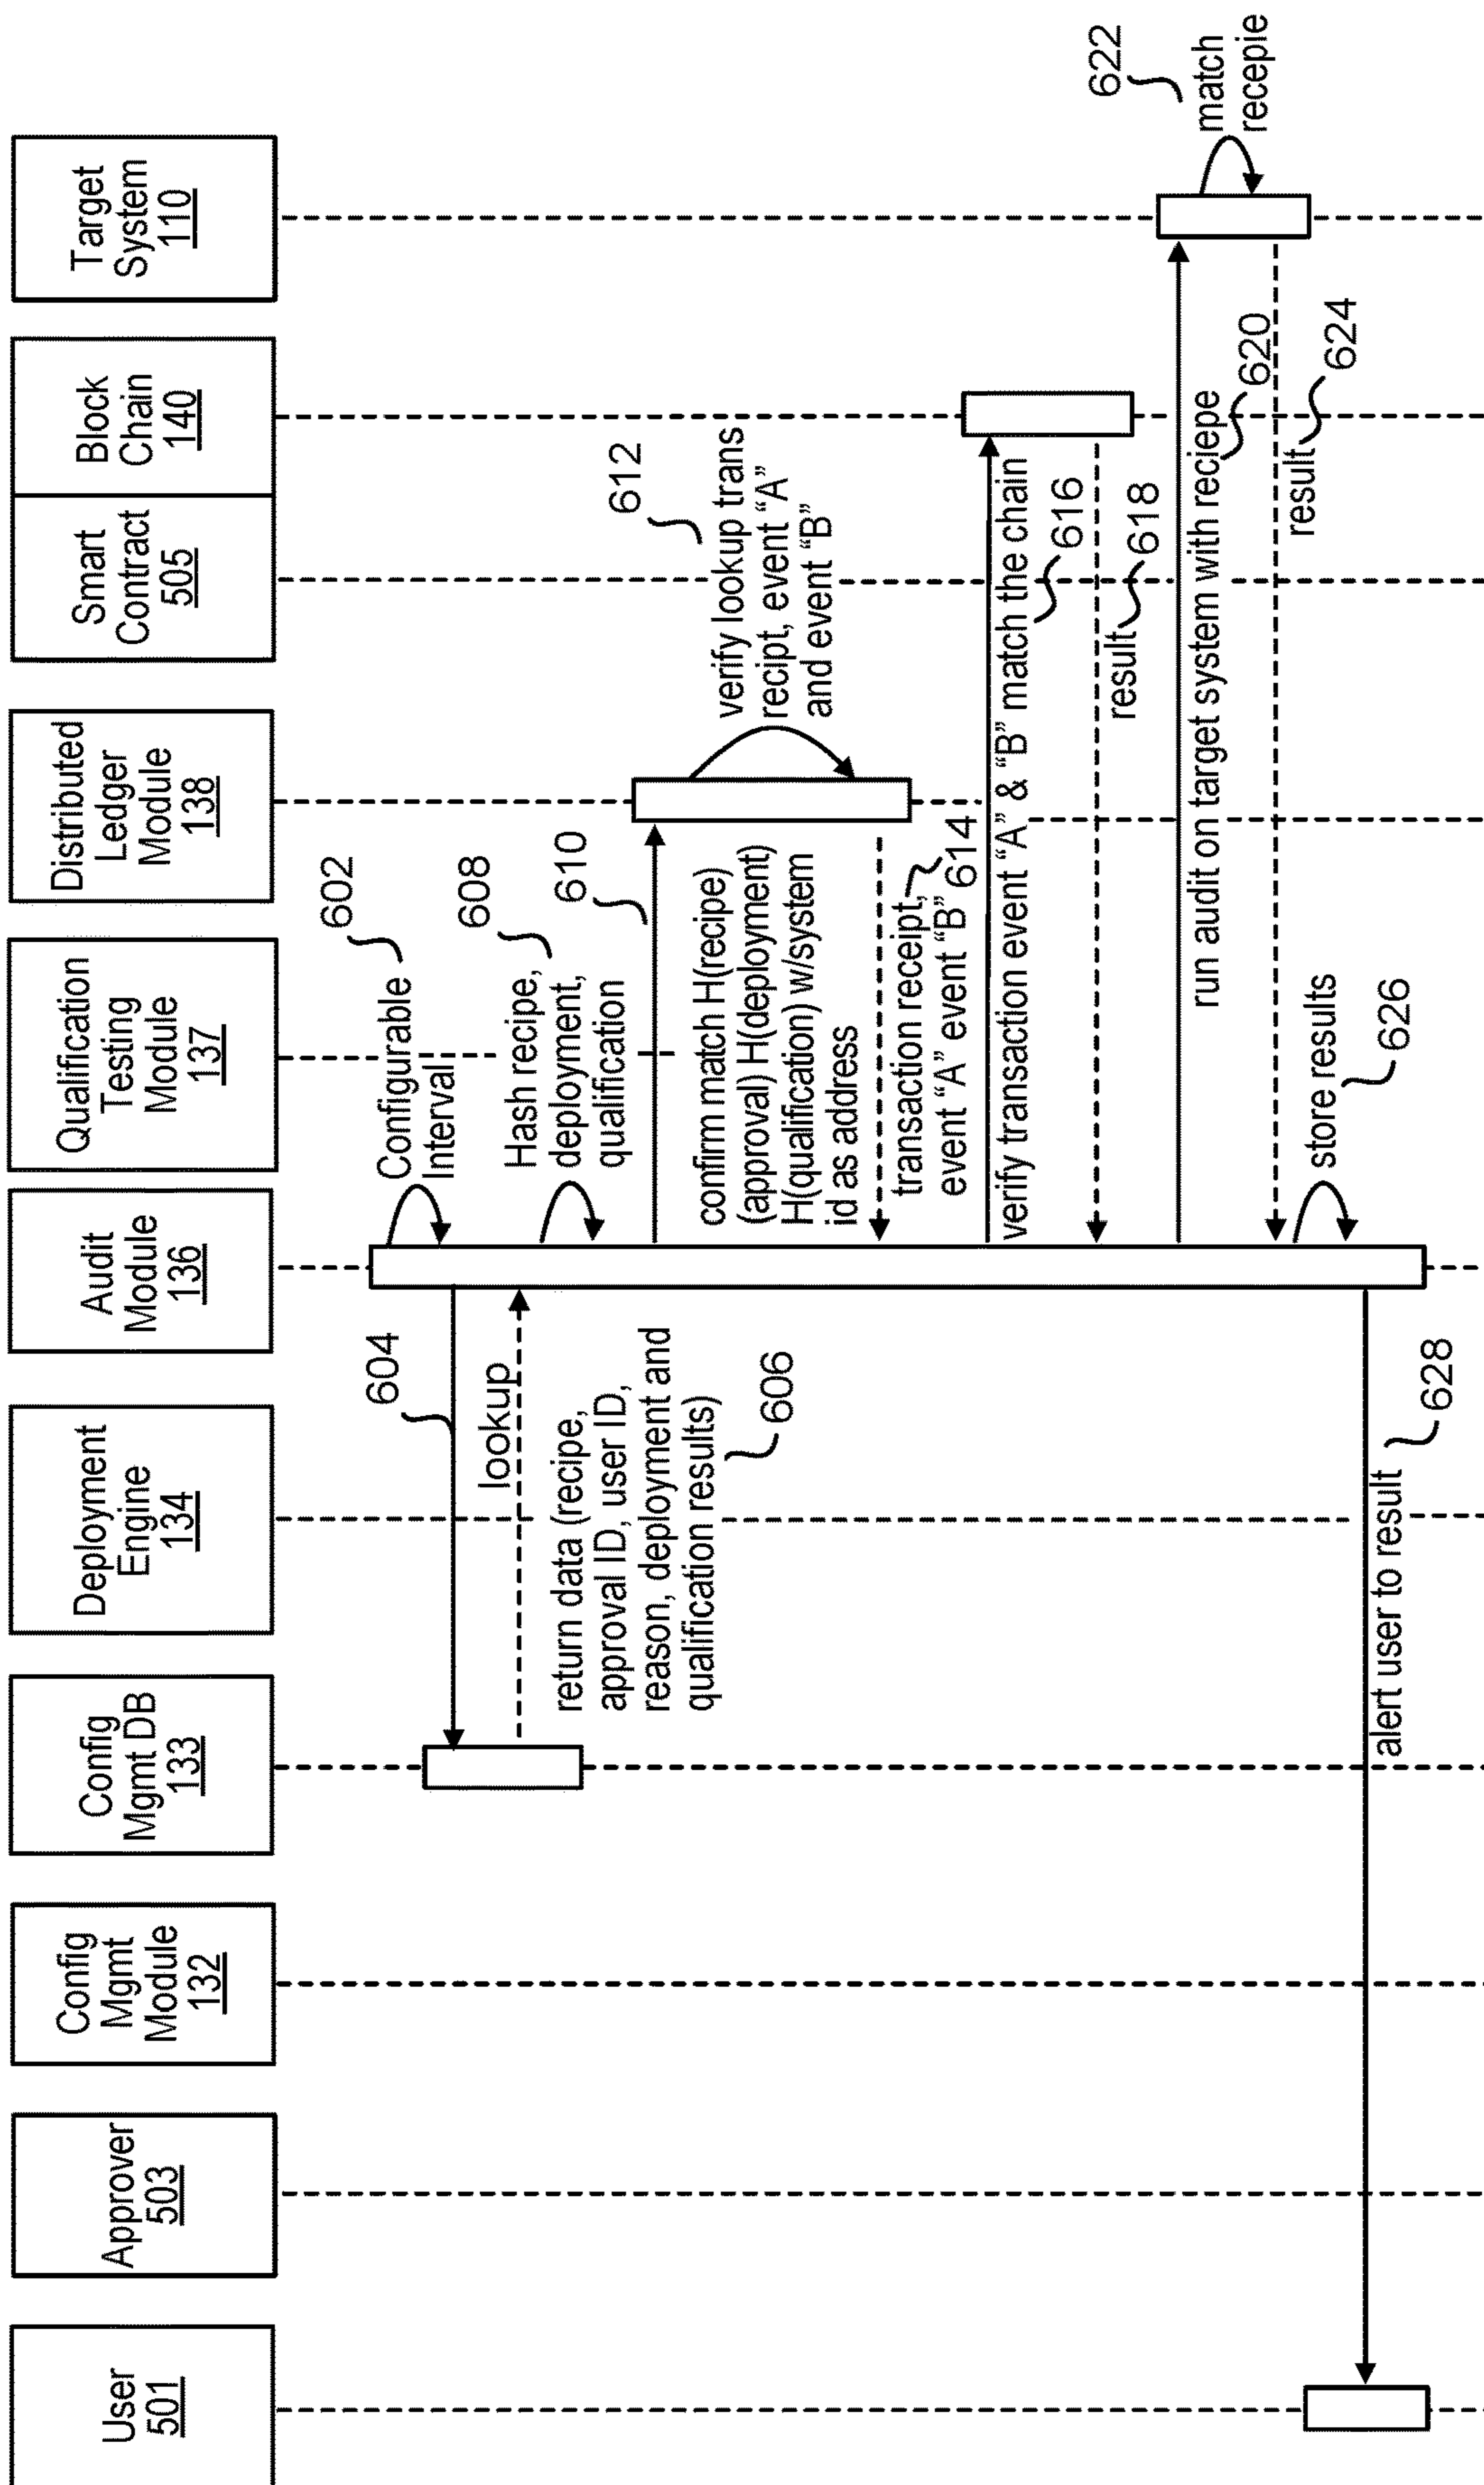 User
501
Approver
503
Config
Mgmt
Module
132
Config
Mgmt DB
133
Deployment
Engine
134
Audit
Module
136
Qualification
Testing
Module
137
Distributed
Ledger
Module
138
Smart
Contract
505
Block
Chain
140
Target
System
110
602
Configurable
Interval
604
lookup
return data (recipe,
approval ID, user ID,
reason, deployment and
qualification results)
606
608
Hash recipe,
deployment,
qualification
610
confirm match H(recipe)
(approval) H(deployment)
H(qualification) w/system
id as address
612
verify lookup trans
recipt, event “A”
and event “B”
transaction receipt,
event “A” event “B”
614
verify transaction event “A” & “B” match the chain
616
result
618
run audit on target system with reciepe
620
622
match
recepie
result
624
store results
626
alert user to result
628